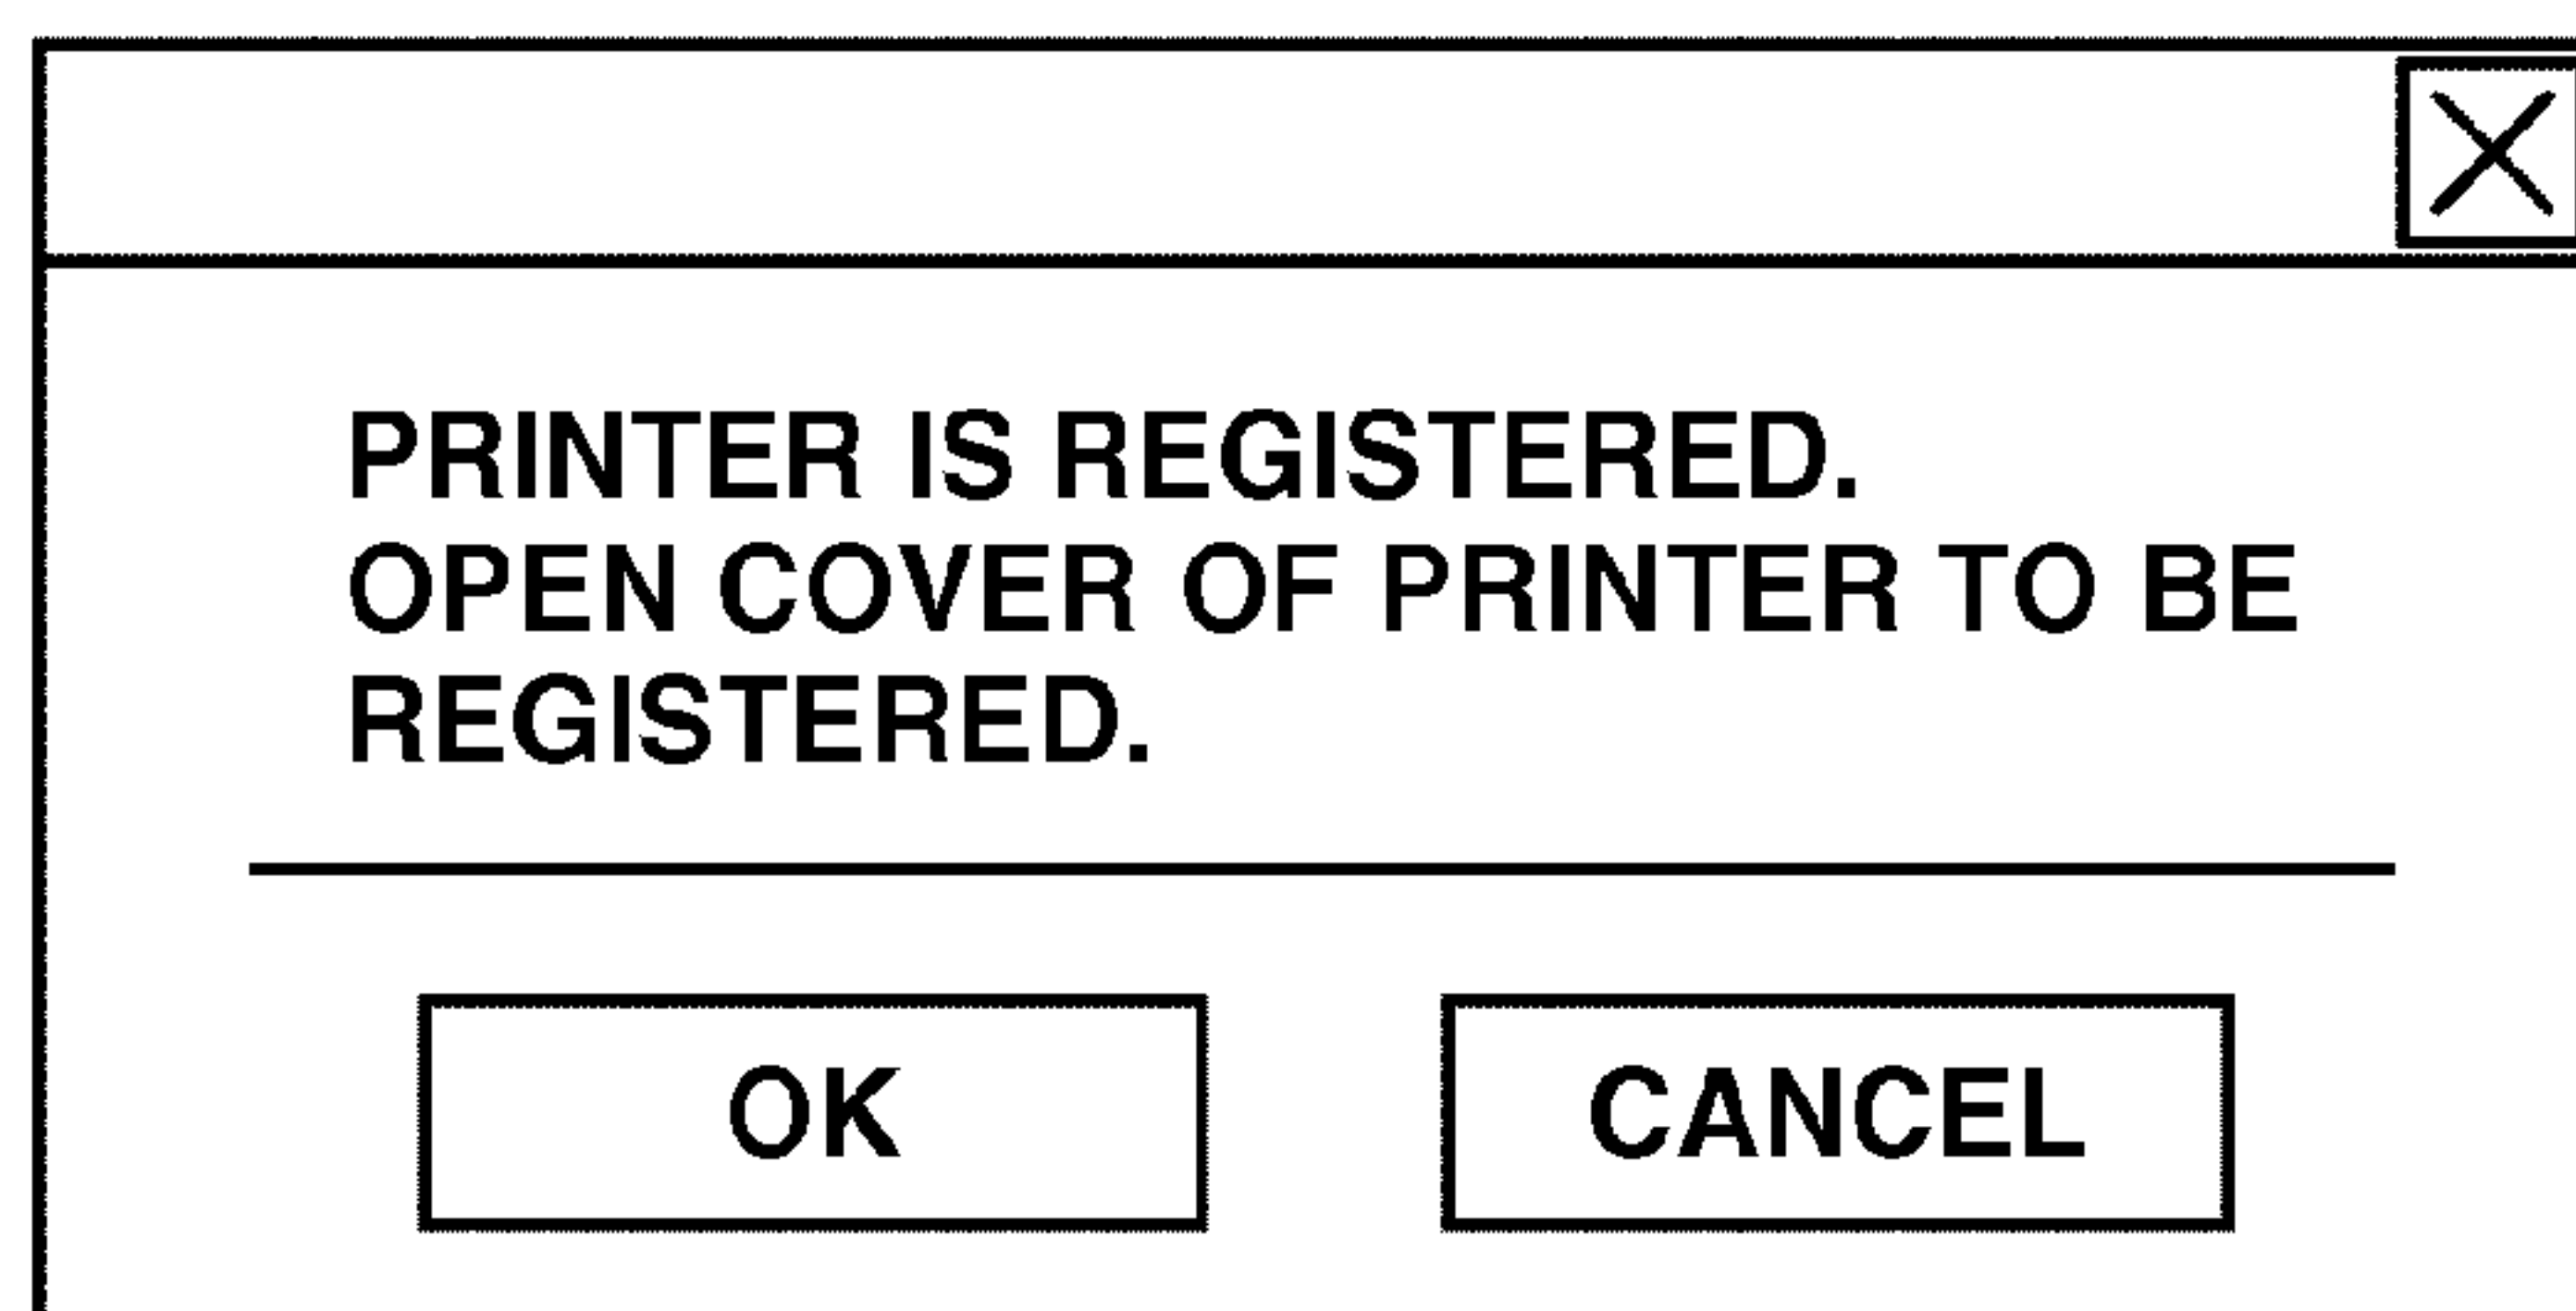 PRINTER IS REGISTERED.
OPEN COVER OF PRINTER TO BE
REGISTERED.
OK
CANCEL